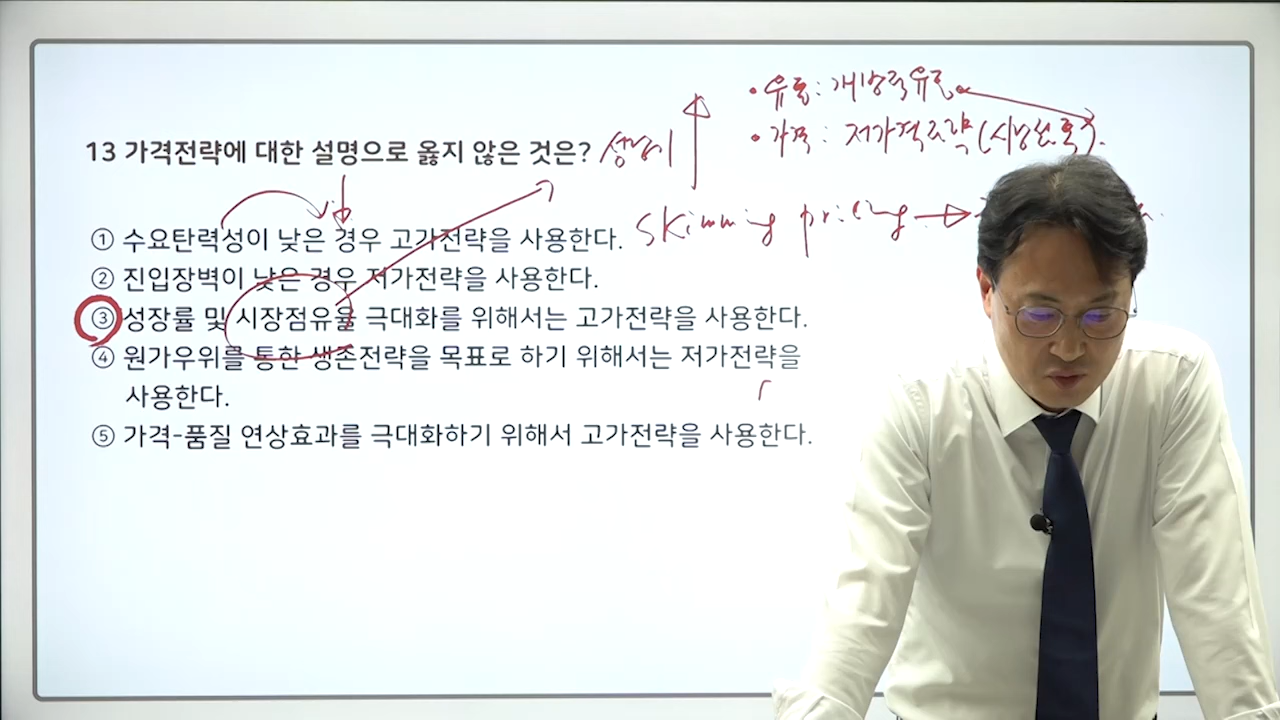 • 유통 : 개방적유통
• 가격 : 저가격전략(시장침투).
13 가격전략에 대한 설명으로 옳지 않은 것은? 성장기
Skimming pricing →
① 수요탄력성이 낮은 경우 고가전략을 사용한다.
② 진입장벽이 낮은 경우 저가전략을 사용한다.
③ 성장률 및 시장점유율 극대화를 위해서는 고가전략을 사용한다.
④ 원가우위를 통한 생존전략을 목표로 하기 위해서는 저가전략을
사용한다.
⑤ 가격-품질 연상효과를 극대화하기 위해서 고가전략을 사용한다.